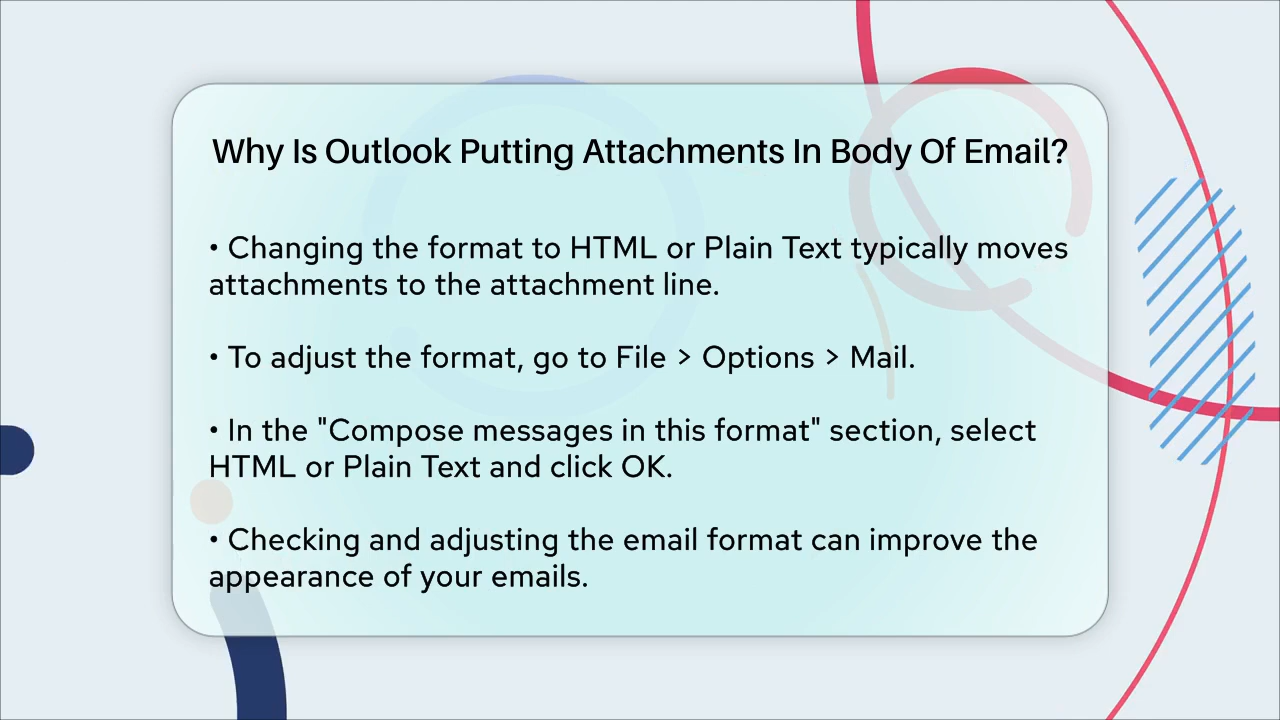 Why Is Outlook Putting Attachments In Body Of Email?
• Changing the format to HTML or Plain Text typically moves
attachments to the attachment line.
• To adjust the format, go to File > Options > Mail.
• In the "Compose messages in this format" section, select
HTML or Plain Text and click OK.
• Checking and adjusting the email format can improve the
appearance of your emails.